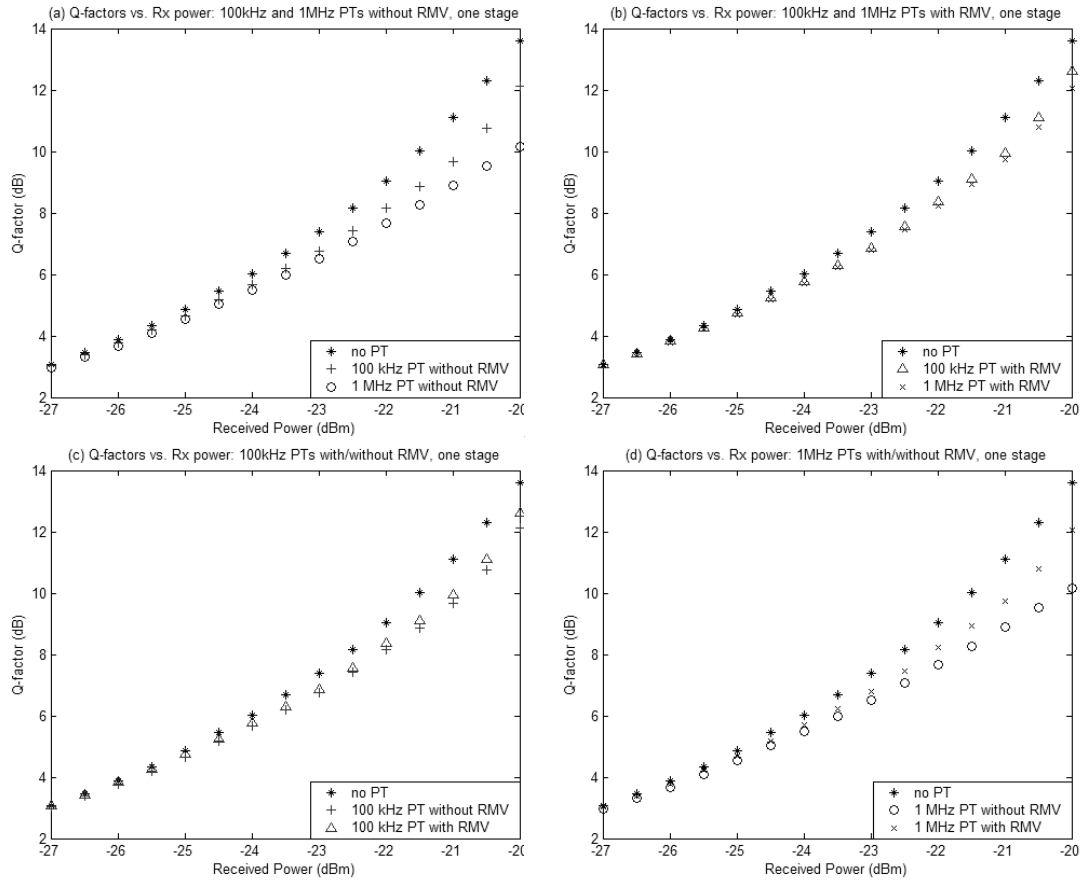 (a) Q-factors vs. Rx power: 100kHz and 1MHz PTs without RMV, one stage
14
12
10
8
6
4
2
Q-factor (dB)
no PT
100 kHz PT without RMV
1 MHz PT without RMV
-27 -26 -25 -24 -23 -22 -21 -20
Received Power (dBm)
(b) Q-factors vs. Rx power: 100kHz and 1MHz PTs with RMV, one stage
14
12
10
8
6
4
2
Q-factor (dB)
no PT
100 kHz PT with RMV
1 MHz PT with RMV
-27 -26 -25 -24 -23 -22 -21 -20
Received Power (dBm)
(c) Q-factors vs. Rx power: 100kHz PTs with/without RMV, one stage
14
12
10
8
6
4
2
Q-factor (dB)
no PT
100 kHz PT without RMV
100 kHz PT with RMV
-27 -26 -25 -24 -23 -22 -21 -20
Received Power (dBm)
(d) Q-factors vs. Rx power: 1MHz PTs with/without RMV, one stage
14
12
10
8
6
4
2
Q-factor (dB)
no PT
1 MHz PT without RMV
1 MHz PT with RMV
-27 -26 -25 -24 -23 -22 -21 -20
Received Power (dBm)